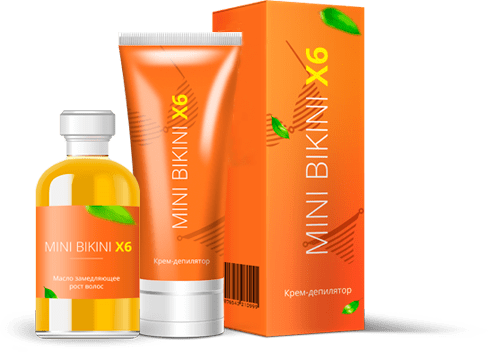 MINI BIKINI X6
Масло замедляющее
рост волос
MINI BIKINI X6
Крем-депилятор
MINI BIKINI X6
Крем-депилятор